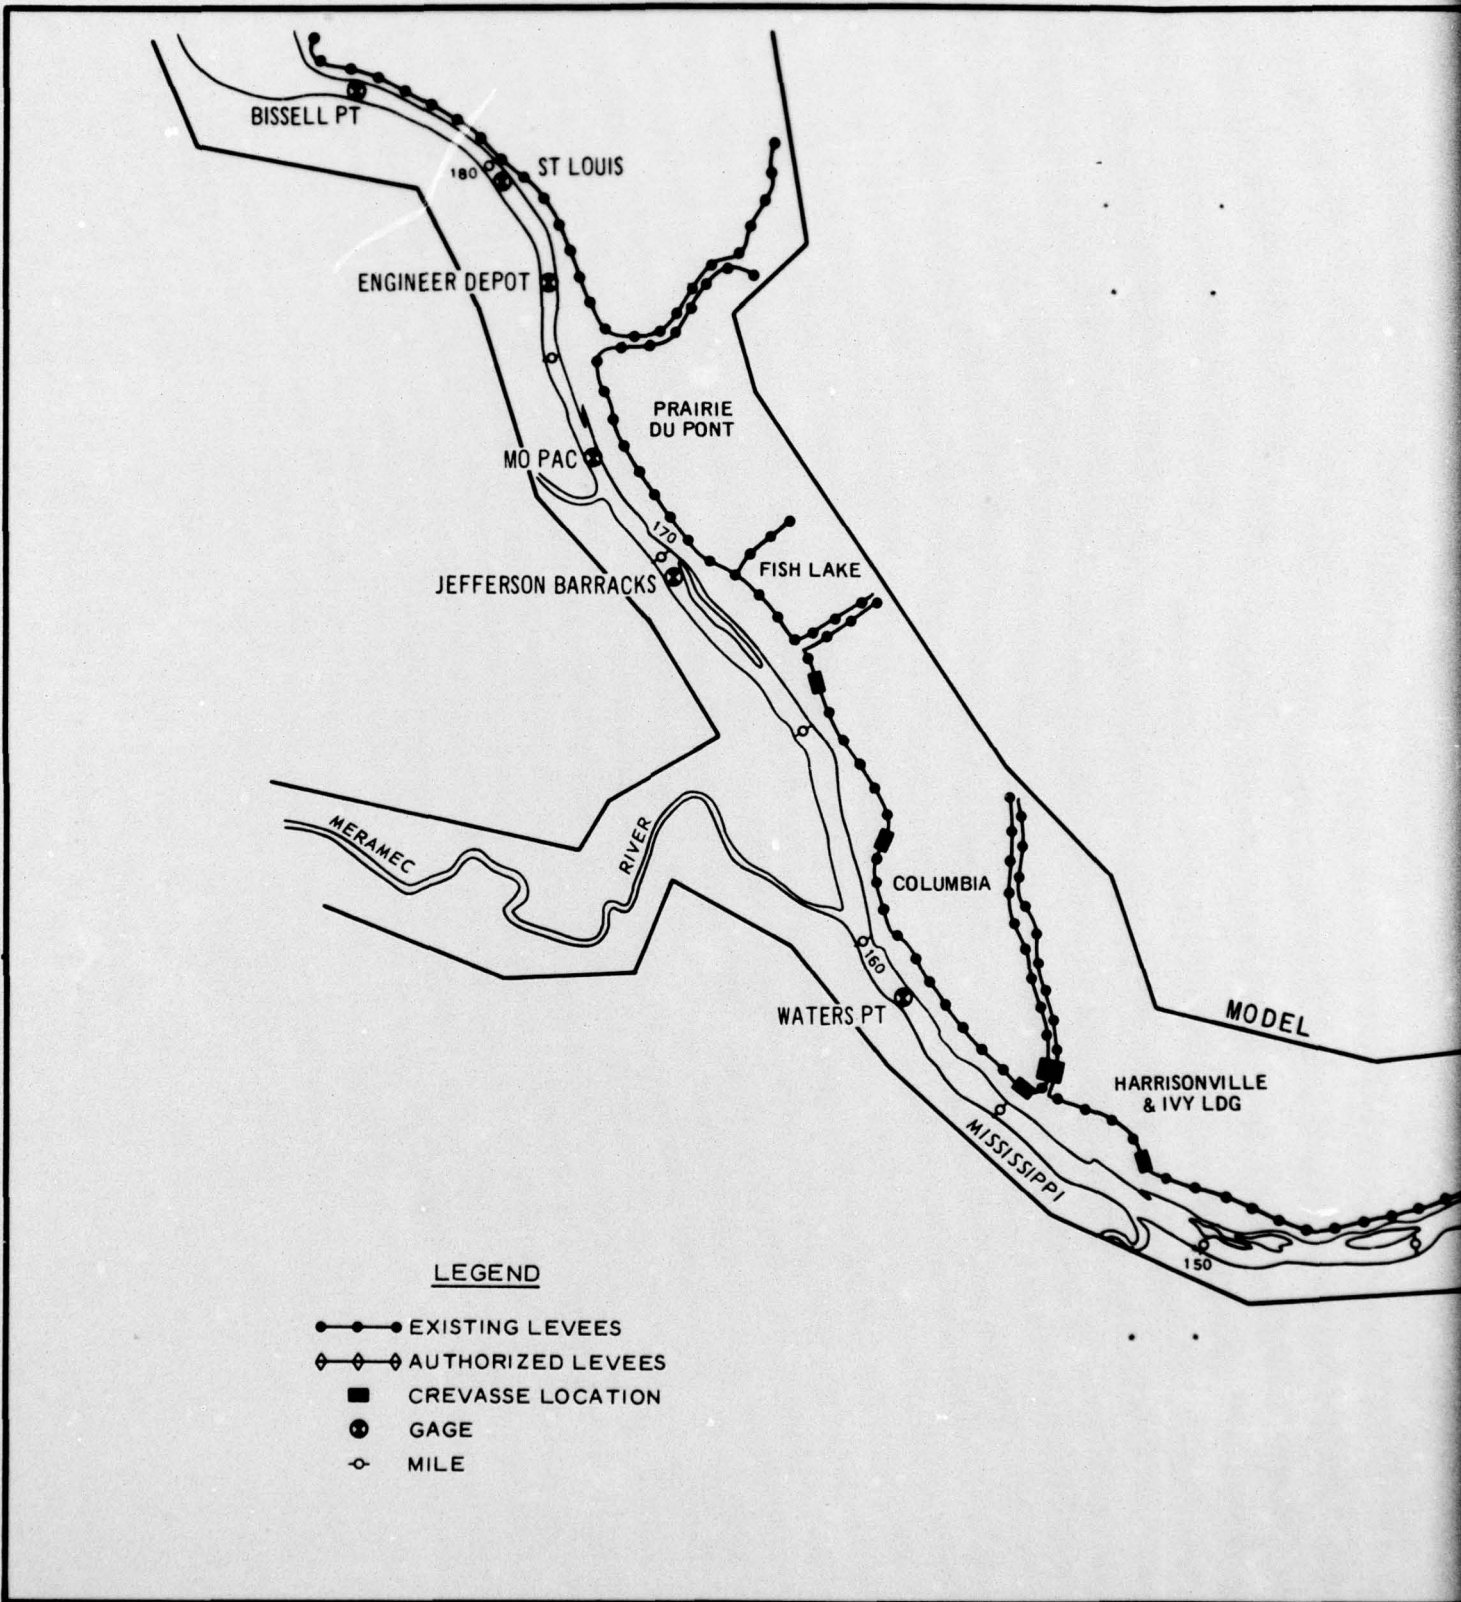 BISSELL PT
180
ST LOUIS
ENGINEER DEPOT
PRAIRIE
DU PONT
MO PAC
170
FISH LAKE
JEFFERSON BARRACKS
MERAMEC
RIVER
COLUMBIA
160
WATERS PT
MODEL
HARRISONVILLE
& IVY LDG
MISSISSIPPI
150
LEGEND
EXISTING LEVEES
AUTHORIZED LEVEES
CREVASSE LOCATION
GAGE
MILE